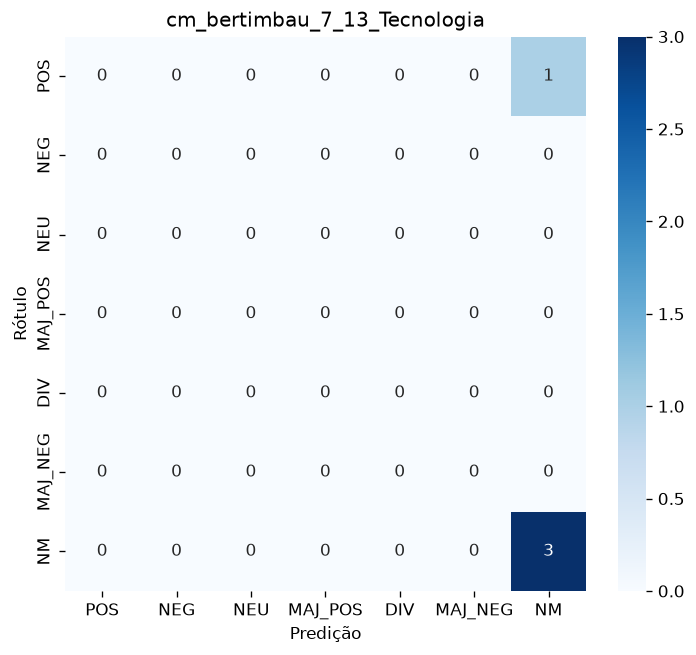 cm_bertimbau_7_13_Tecnologia
POS 0 0 0 0 0 0 1
NEG 0 0 0 0 0 0 0
NEU 0 0 0 0 0 0 0
MAJ_POS 0 0 0 0 0 0 0
DIV 0 0 0 0 0 0 0
MAJ_NEG 0 0 0 0 0 0 0
NM 0 0 0 0 0 0 3
Rótulo
POS NEG NEU MAJ_POS DIV MAJ_NEG NM
Predição
3.0
2.5
2.0
1.5
1.0
0.5
0.0